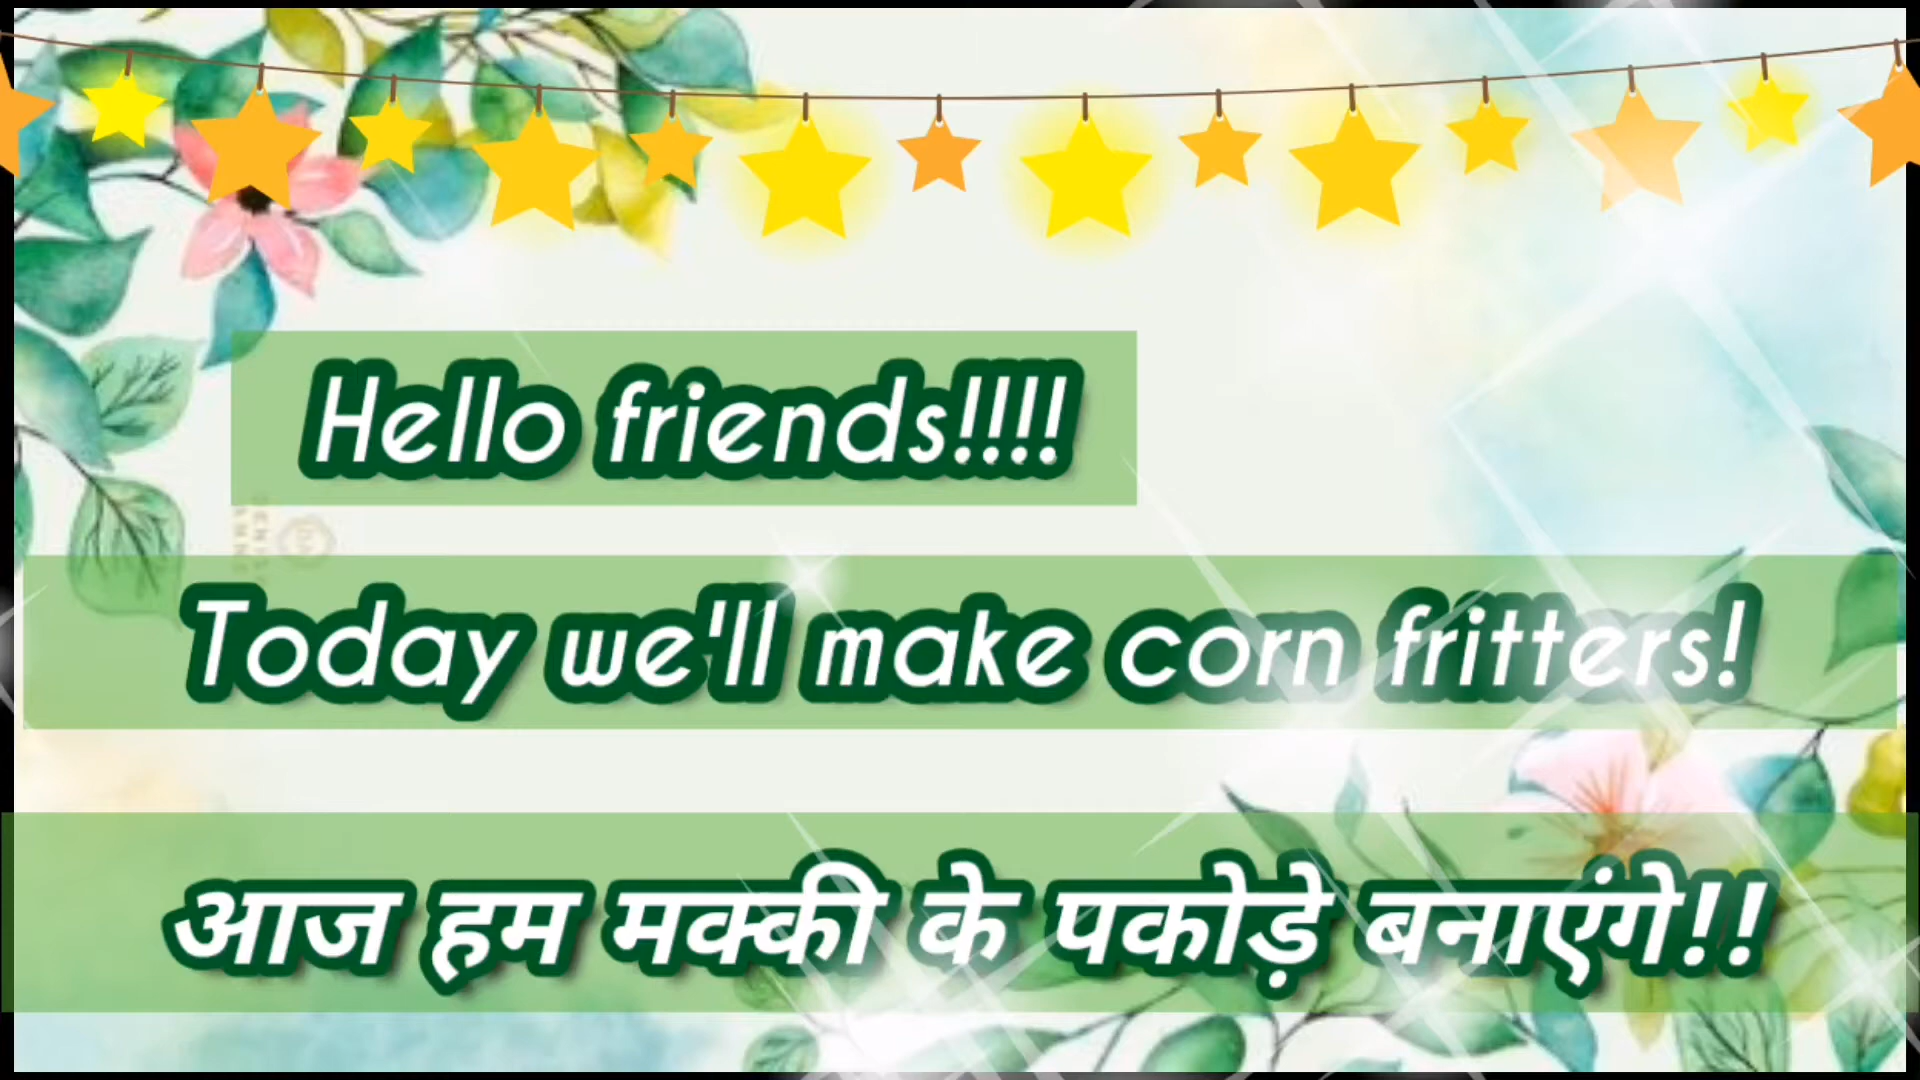 Hello friends!!!!
Today we'll make corn fritters!
आज हम मक्की के पकोड़े बनाएंगे!!